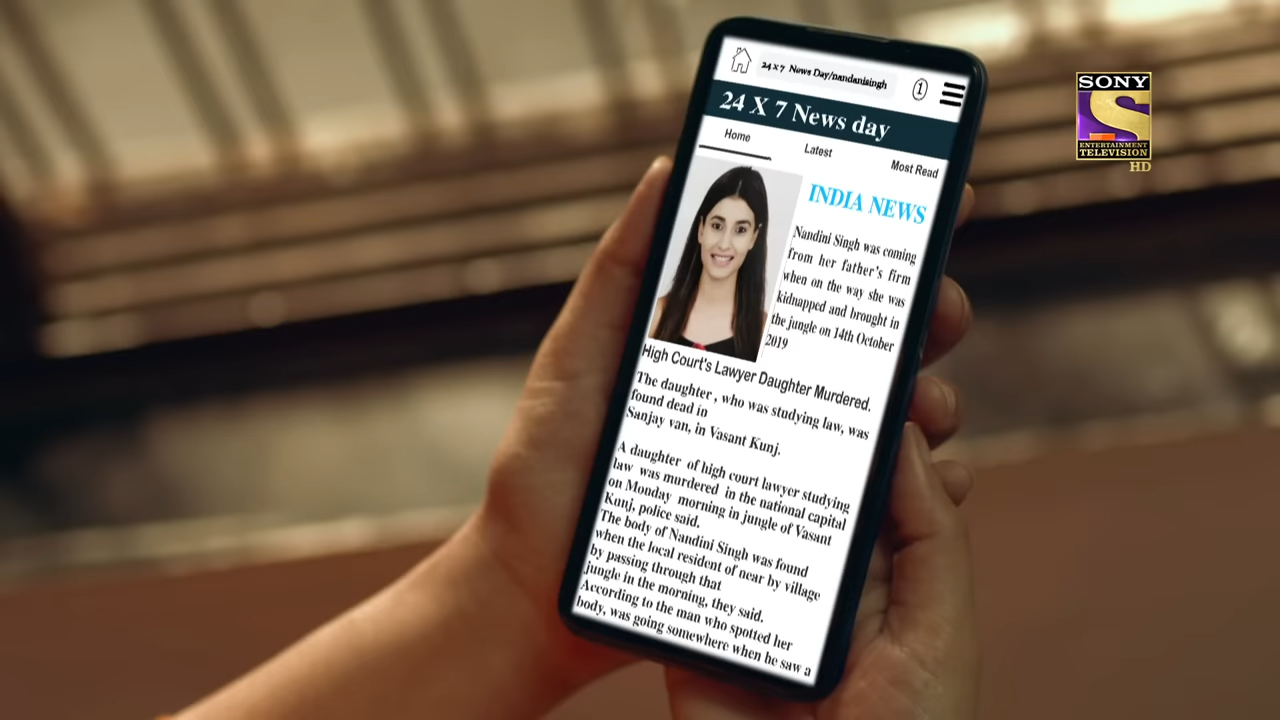 24 x 7 News Day/nandanisingh
1
24 X 7 News day
Home
Latest
Most Read
INDIA NEWS
Nandini Singh was coming
from her father's firm
when on the way she was
kidnapped and brought in
the jungle on 14th October
2019
High Court's Lawyer Daughter Murdered.
The daughter , who was studying law, was
found dead in
Sanjay van, in Vasant Kunj.
A daughter of high court lawyer studying
law was murdered in the national capital
on Monday morning in jungle of Vasant
Kunj, police said.
The body of Nandini Singh was found
when the local resident of near by village
by passing through that
jungle in the morning, they said.
According to the man who spotted her
body, was going somewhere when he saw a
SONY
S
ENTERTAINMENT
TELEVISION
HD